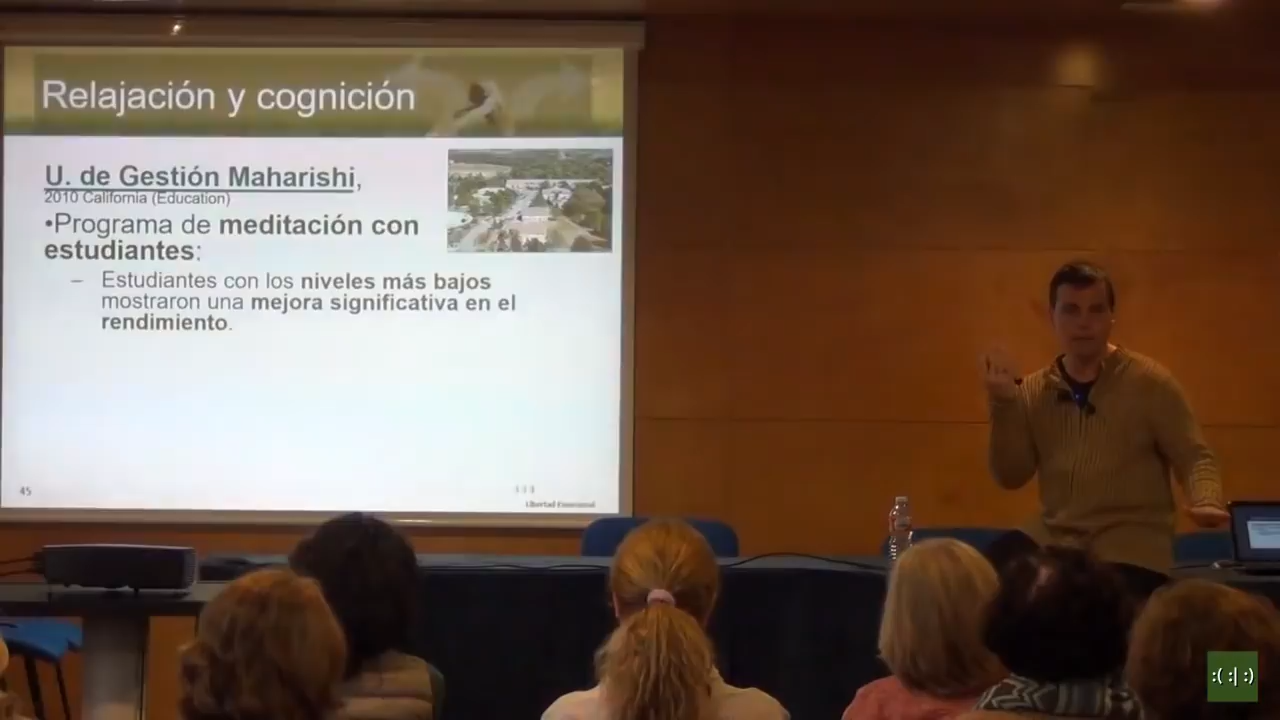 Relajación y cognición
U. de Gestión Maharishi,
2010 California (Education)
•Programa de meditación con
estudiantes:
– Estudiantes con los niveles más bajos
mostraron una mejora significativa en el
rendimiento.
45
Libertad Emocional
:( :| :)